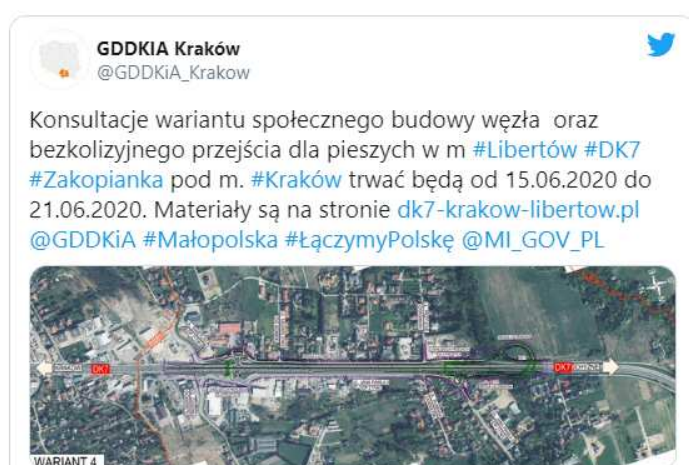 GDDKIA Kraków
@GDDKiA_Krakow
Konsultacje wariantu społecznego budowy węzła oraz
bezkolizyjnego przejścia dla pieszych w m #Libertów #DK7
#Zakopianka pod m. #Kraków trwać będą od 15.06.2020 do
21.06.2020. Materiały są na stronie dk7-krakow-libertow.pl
@GDDKiA #Małopolska #ŁączymyPolskę @MI_GOV_PL
KRAKÓW DK7 DK7 CHYŻNE
WARIANT 4